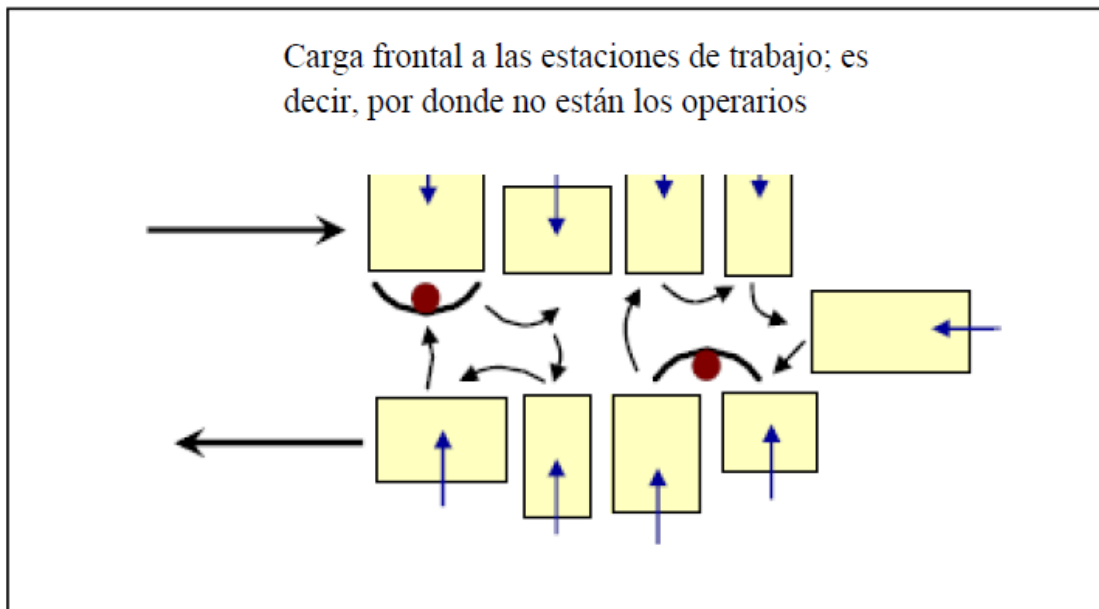 Carga frontal a las estaciones de trabajo; es
decir, por donde no están los operarios